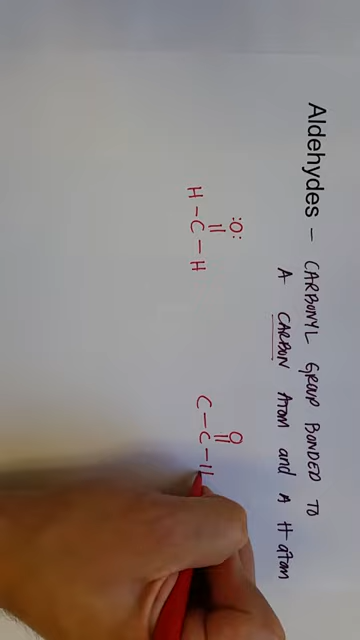 Aldehydes – CARBONYL GROUP BONDED TO
A CARBON ATOM and A H atom
:O:
||
H – C – H
O
||
C – C – H